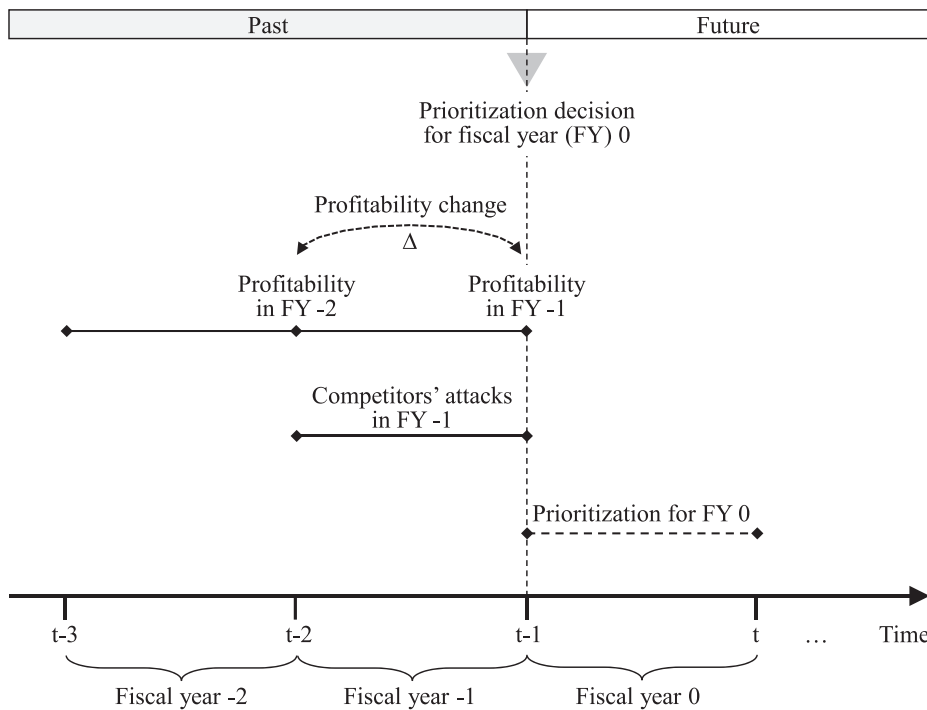 Past
Future
Prioritization decision
for fiscal year (FY) 0
Profitability change
Δ
Profitability
in FY -2
Profitability
in FY -1
Competitors’ attacks
in FY -1
Prioritization for FY 0
t-3
t-2
t-1
t
...
Time
Fiscal year -2
Fiscal year -1
Fiscal year 0